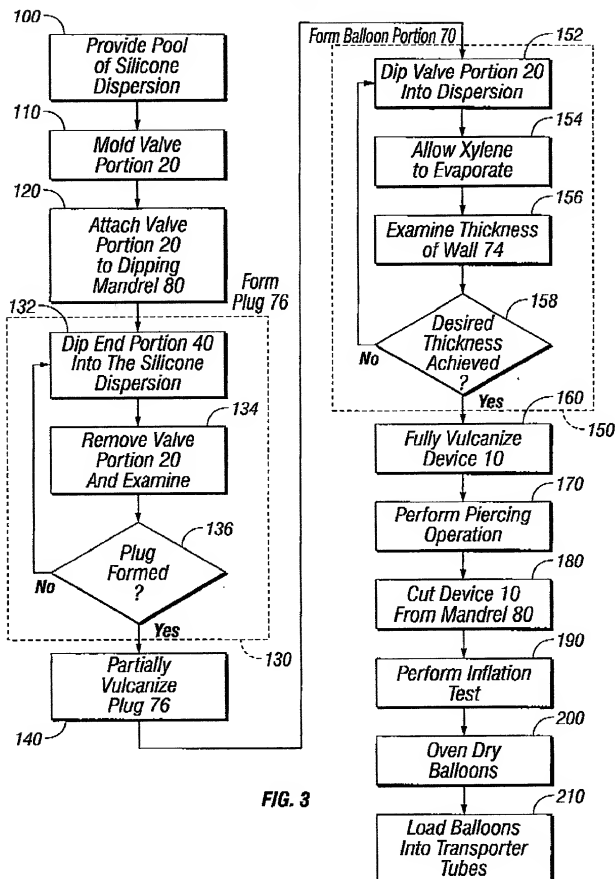 100
Provide Pool
of Silicone
Dispersion
110
Mold Valve
Portion 20
120
Attach Valve
Portion 20
to Dipping
Mandrel 80
Form
Plug 76
132
Dip End Portion 40
Into The Silicone
Dispersion
134
Remove Valve
Portion 20
And Examine
136
Plug
Formed
?
No
Yes
130
Partially
Vulcanize
Plug 76
140
Form Balloon Portion 70
152
Dip Valve Portion 20
Into Dispersion
154
Allow Xylene
to Evaporate
156
Examine Thickness
of Wall 74
158
Desired
Thickness
Achieved
?
No
Yes
150
160
Fully Vulcanize
Device 10
170
Perform Piercing
Operation
180
Cut Device 10
From Mandrel 80
190
Perform Inflation
Test
200
Oven Dry
Balloons
210
Load Balloons
Into Transporter
Tubes
FIG. 3